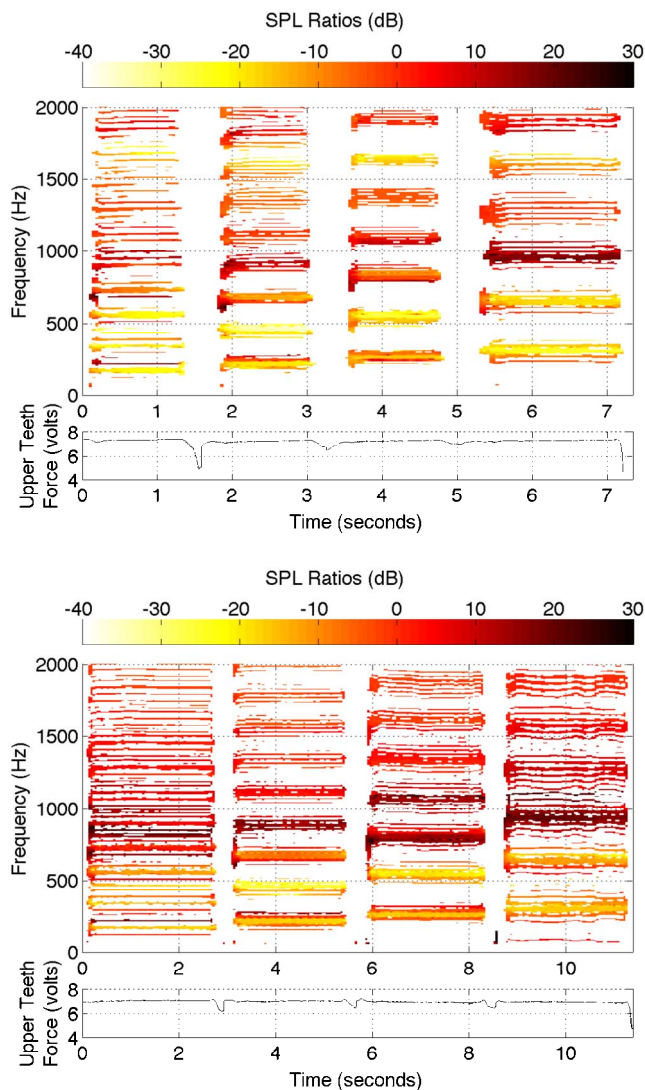 SPL Ratios (dB)
-40 -30 -20 -10 0 10 20 30
2000
1500
1000
500
0
Frequency (Hz)
0 1 2 3 4 5 6 7
8
6
4
Upper Teeth
Force (volts)
0 1 2 3 4 5 6 7
Time (seconds)
SPL Ratios (dB)
-40 -30 -20 -10 0 10 20 30
2000
1500
1000
500
0
Frequency (Hz)
0 2 4 6 8 10
8
6
4
Upper Teeth
Force (volts)
0 2 4 6 8 10
Time (seconds)